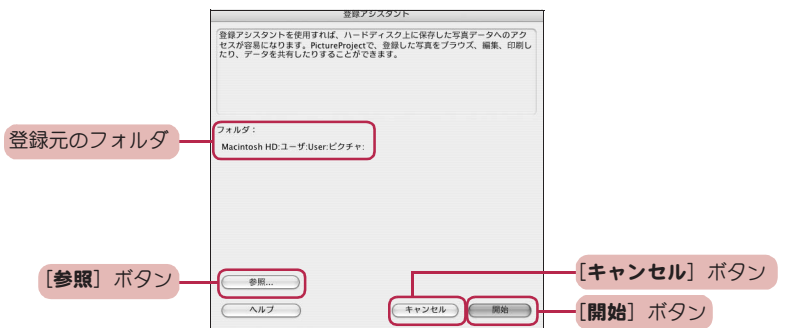 登録アシスタント
登録アシスタントを使用すれば、ハードディスク上に保存した写真データへのアク
セスが容易になります。PictureProjectで、登録した写真をブラウズ、編集、印刷し
たり、データを共有したりすることができます。
登録元のフォルダ
フォルダ：
Macintosh HD:ユーザ:User:ピクチャ:
［参照］ボタン
参照...
ヘルプ
キャンセル
開始
［キャンセル］ボタン
［開始］ボタン